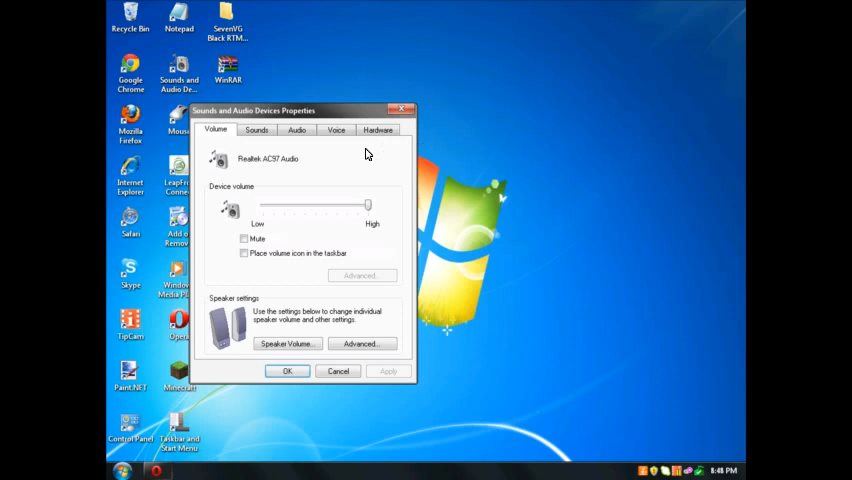 Recycle Bin
Notepad
SevenVG
Black RTM...
Google
Chrome
Sounds and
Audio De...
WinRAR
Mozilla
Firefox
Mous
Internet
Explorer
LeapFro
Connec
Safari
Add o
Remov
Skype
Window
Media Pl
TipCam
Opera
Paint.NET
Minecraft
Control Panel
Taskbar and
Start Menu
Sounds and Audio Devices Properties
Volume
Sounds
Audio
Voice
Hardware
Realtek AC97 Audio
Device volume
Low
High
Mute
Place volume icon in the taskbar
Advanced...
Speaker settings
Use the settings below to change individual
speaker volume and other settings.
Speaker Volume...
Advanced...
OK
Cancel
Apply
8:48 PM